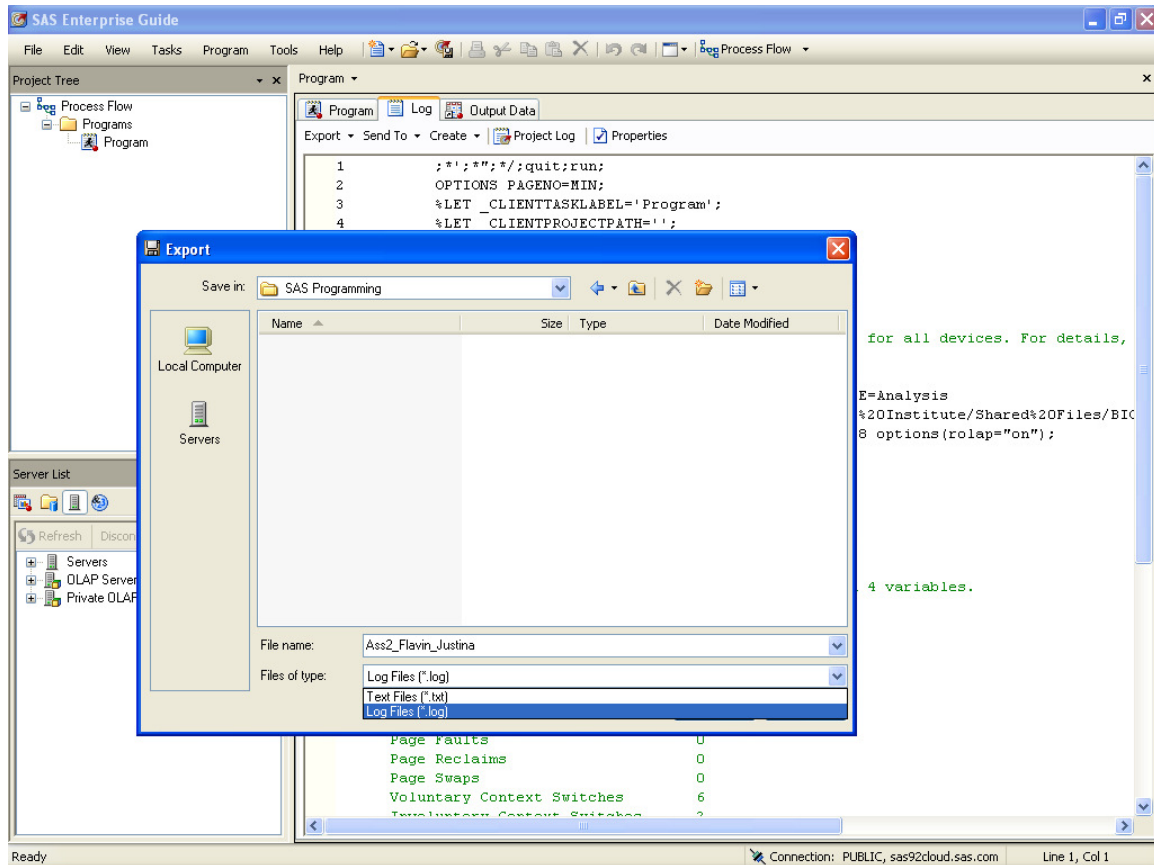 SAS Enterprise Guide
File Edit View Tasks Program Tools Help Process Flow
Project Tree
Process Flow
Programs
Program
Program
Program Log Output Data
Export Send To Create Project Log Properties
1 ;*';*";*/;quit;run;
2 OPTIONS PAGENO=MIN;
3 %LET _CLIENTTASKLABEL='Program';
4 %LET _CLIENTPROJECTPATH='';
for all devices. For details,
E=Analysis
%20Institute/Shared%20Files/BIC
8 options(rolap="on");
4 variables.
Page Faults 0
Page Reclaims 0
Page Swaps 0
Voluntary Context Switches 6
Involuntary Context Switches
Export
Save in: SAS Programming
Name Size Type Date Modified
Local Computer
Servers
File name: Ass2_Flavin_Justina
Files of type: Log Files (*.log)
Text Files (*.txt)
Log Files (*.log)
Server List
Refresh Discon
Servers
OLAP Server
Private OLAP
Ready Connection: PUBLIC, sas92cloud.sas.com Line 1, Col 1